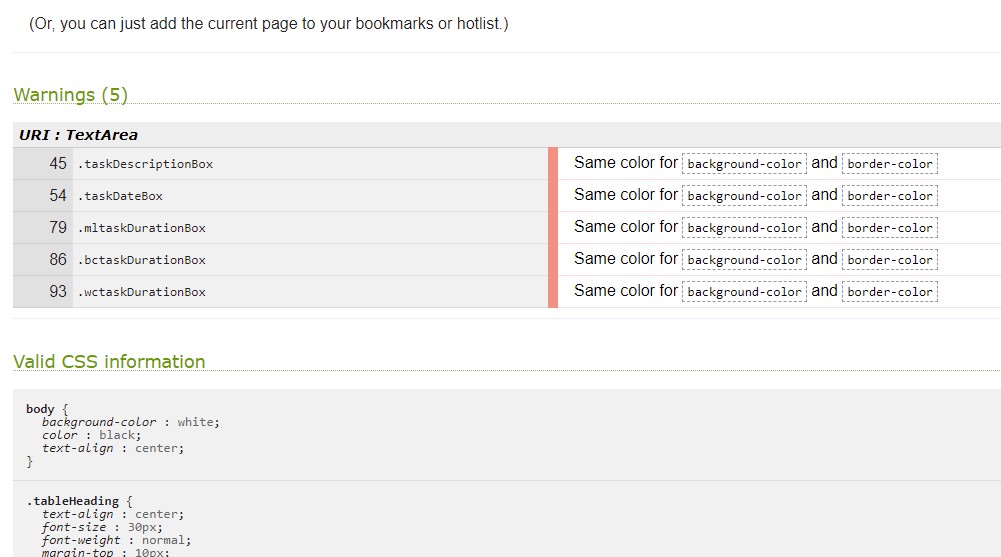 (Or, you can just add the current page to your bookmarks or hotlist.)
Warnings (5)
URI : TextArea
45 .taskDescriptionBox Same color for background-color and border-color
54 .taskDateBox Same color for background-color and border-color
79 .mltaskDurationBox Same color for background-color and border-color
86 .bctaskDurationBox Same color for background-color and border-color
93 .wctaskDurationBox Same color for background-color and border-color
Valid CSS information
body {
background-color : white;
color : black;
text-align : center;
}
.tableHeading {
text-align : center;
font-size : 30px;
font-weight : normal;
margin-top : 10px;